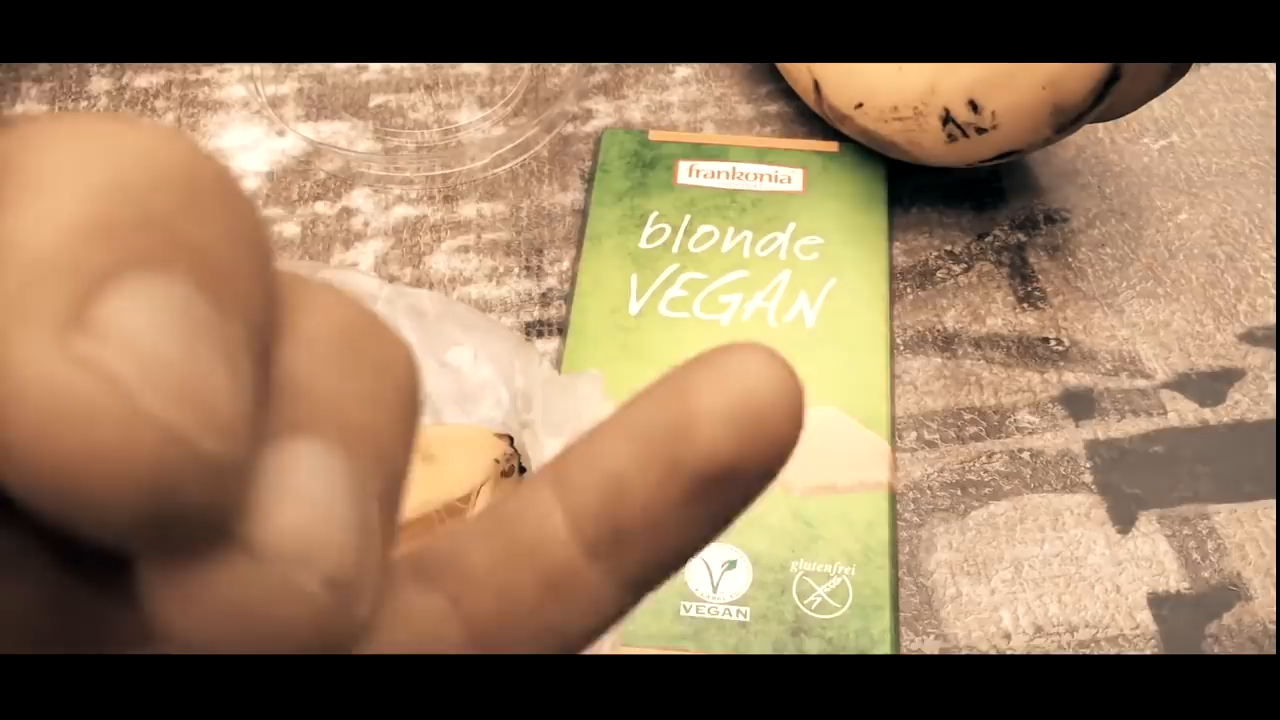 frankonia
blonde
VEGAN
glutenfrei
VEGAN